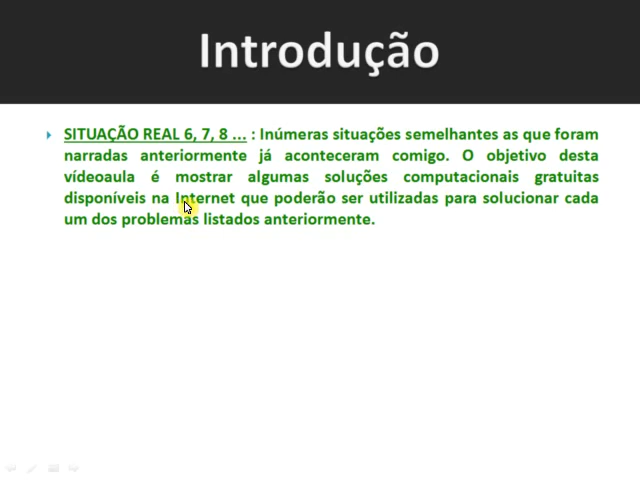 Introdução
SITUAÇÃO REAL 6, 7, 8 ... : Inúmeras situações semelhantes as que foram
narradas anteriormente já aconteceram comigo. O objetivo desta
vídeoaula é mostrar algumas soluções computacionais gratuitas
disponíveis na Internet que poderão ser utilizadas para solucionar cada
um dos problemas listados anteriormente.